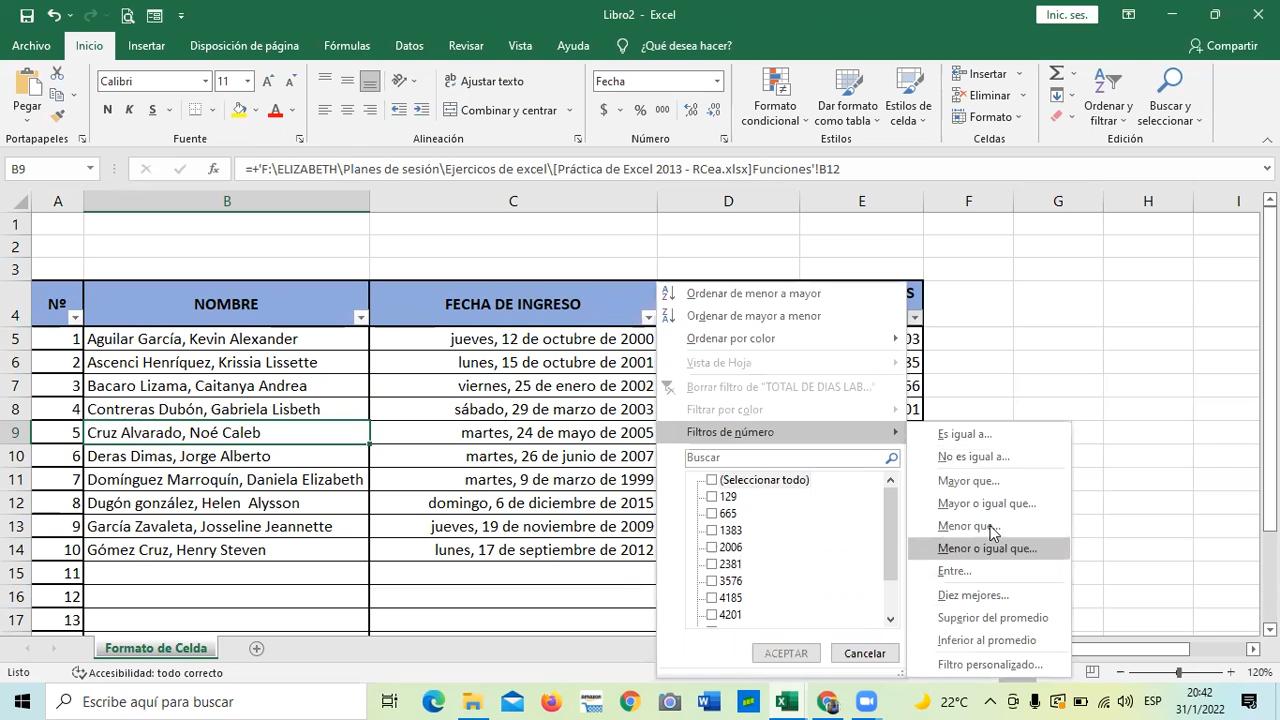 Libro2 - Excel
Inic. ses.
Archivo Inicio Insertar Disposición de página Fórmulas Datos Revisar Vista Ayuda ¿Qué desea hacer? Compartir
Pegar
Calibri 11
N K S
Ajustar texto
Combinar y centrar
Fecha
$ % 000
Formato condicional
Dar formato como tabla
Estilos de celda
Insertar
Eliminar
Formato
Ordenar y filtrar
Buscar y seleccionar
Portapapeles Fuente Alineación Número Estilos Celdas Edición
B9 =+'F:\ELIZABETH\Planes de sesión\Ejercicos de excel\[Práctica de Excel 2013 - RCea.xlsx]Funciones'!B12
A B C D E F G H I
1
2
3
4 Nº NOMBRE FECHA DE INGRESO S
5 1 Aguilar García, Kevin Alexander jueves, 12 de octubre de 2000 03
6 2 Ascenci Henríquez, Krissia Lissette lunes, 15 de octubre de 2001 35
7 3 Bacaro Lizama, Caitanya Andrea viernes, 25 de enero de 2002 56
8 4 Contreras Dubón, Gabriela Lisbeth sábado, 29 de marzo de 2003 01
9 5 Cruz Alvarado, Noé Caleb martes, 24 de mayo de 2005
10 6 Deras Dimas, Jorge Alberto martes, 26 de junio de 2007
11 7 Domínguez Marroquín, Daniela Elizabeth martes, 9 de marzo de 1999
12 8 Dugón gonzález, Helen Alysson domingo, 6 de diciembre de 2015
13 9 García Zavaleta, Josseline Jeannette jueves, 19 de noviembre de 2009
14 10 Gómez Cruz, Henry Steven lunes, 17 de septiembre de 2012
15 11
16 12
17 13
Ordenar de menor a mayor
Ordenar de mayor a menor
Ordenar por color
Vista de Hoja
Borrar filtro de "TOTAL DE DIAS LAB..."
Filtrar por color
Filtros de número
Buscar
(Seleccionar todo)
129
665
1383
2006
2381
3576
4185
4201
ACEPTAR Cancelar
Es igual a...
No es igual a...
Mayor que...
Mayor o igual que...
Menor que...
Menor o igual que...
Entre...
Diez mejores...
Superior del promedio
Inferior al promedio
Filtro personalizado...
Formato de Celda
Listo Accesibilidad: todo correcto 120%
Escribe aquí para buscar
amazon
22°C ESP
20:42
31/1/2022